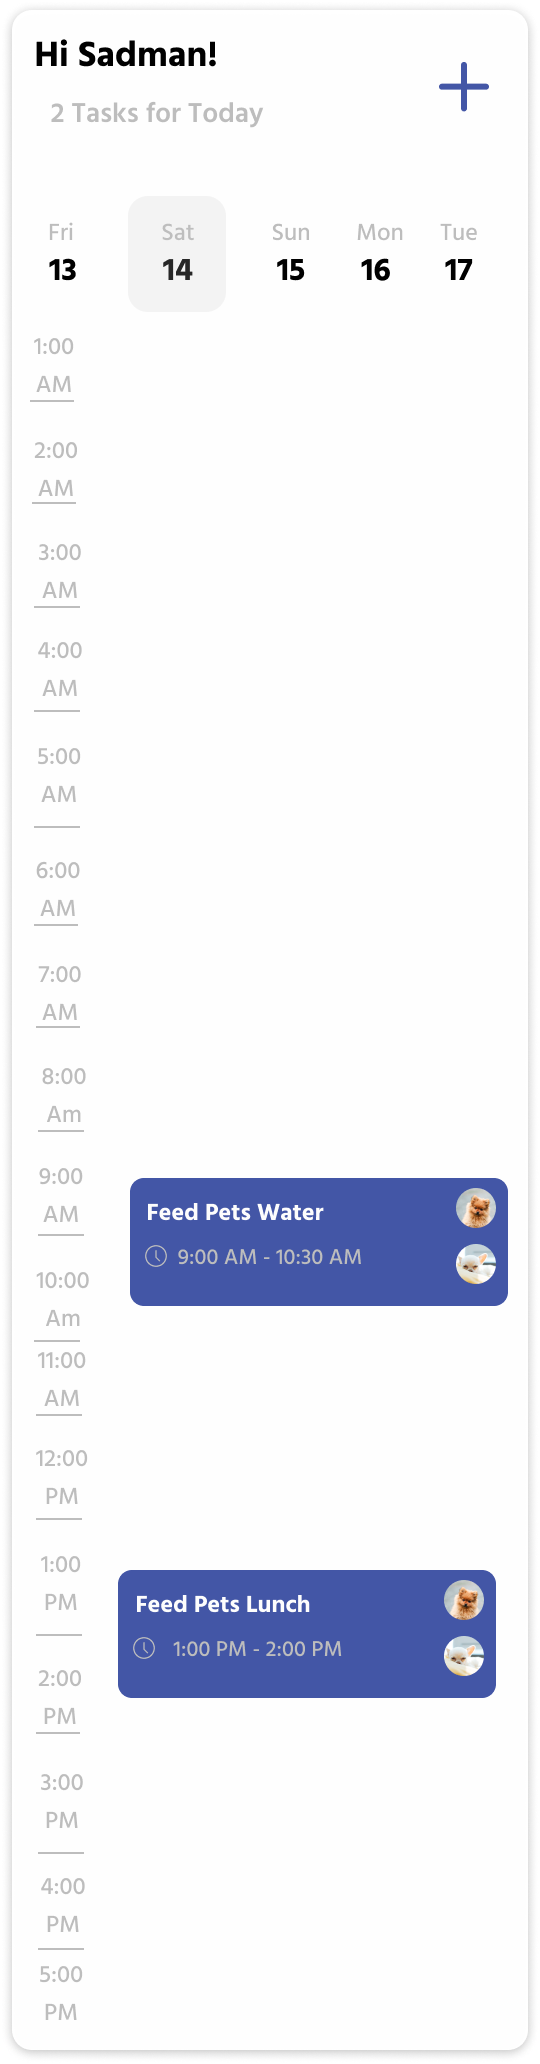 Hi Sadman!
2 Tasks for Today
Fri Sat Sun Mon Tue
13 14 15 16 17
1:00
AM
2:00
AM
3:00
AM
4:00
AM
5:00
AM
6:00
AM
7:00
AM
8:00
Am
9:00
AM
Feed Pets Water
9:00 AM - 10:30 AM
10:00
Am
11:00
AM
12:00
PM
1:00
PM
Feed Pets Lunch
1:00 PM - 2:00 PM
2:00
PM
3:00
PM
4:00
PM
5:00
PM